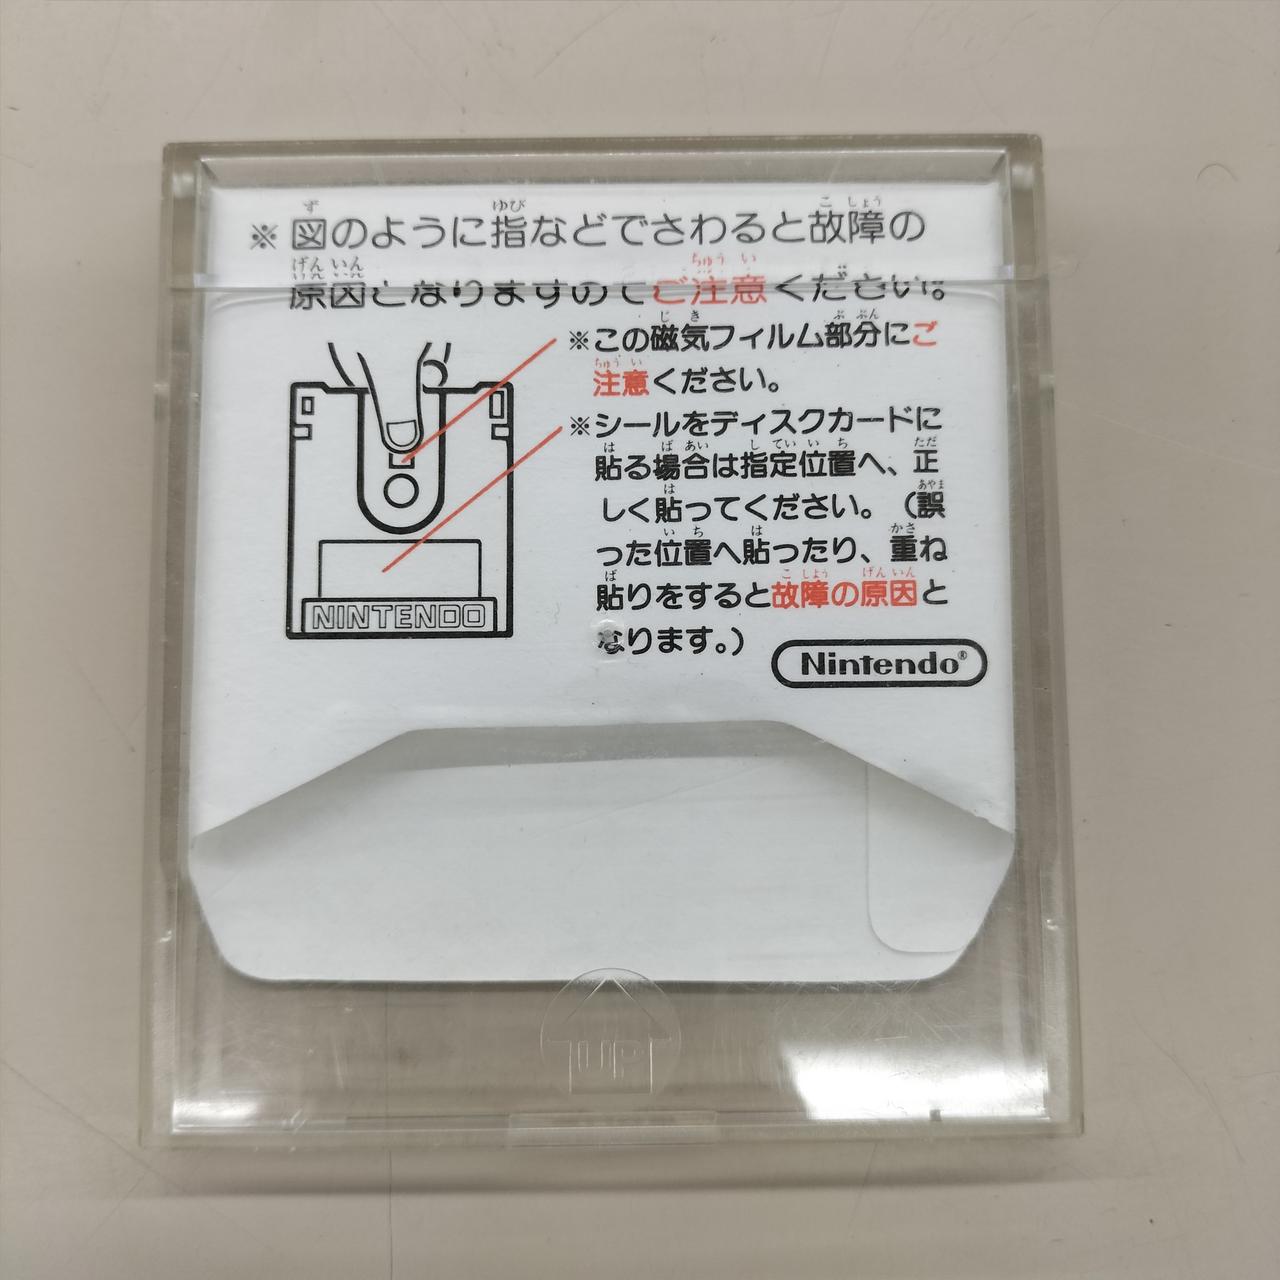 ※図のように指などでさわると故障の
原因となりますのでご注意ください。
※この磁気フィルム部分にご
注意ください。
※シールをディスクカードに
貼る場合は指定位置へ、正
しく貼ってください。（誤
った位置へ貼ったり、重ね
貼りをすると故障の原因と
なります。）
NINTENDO
Nintendo®
UP